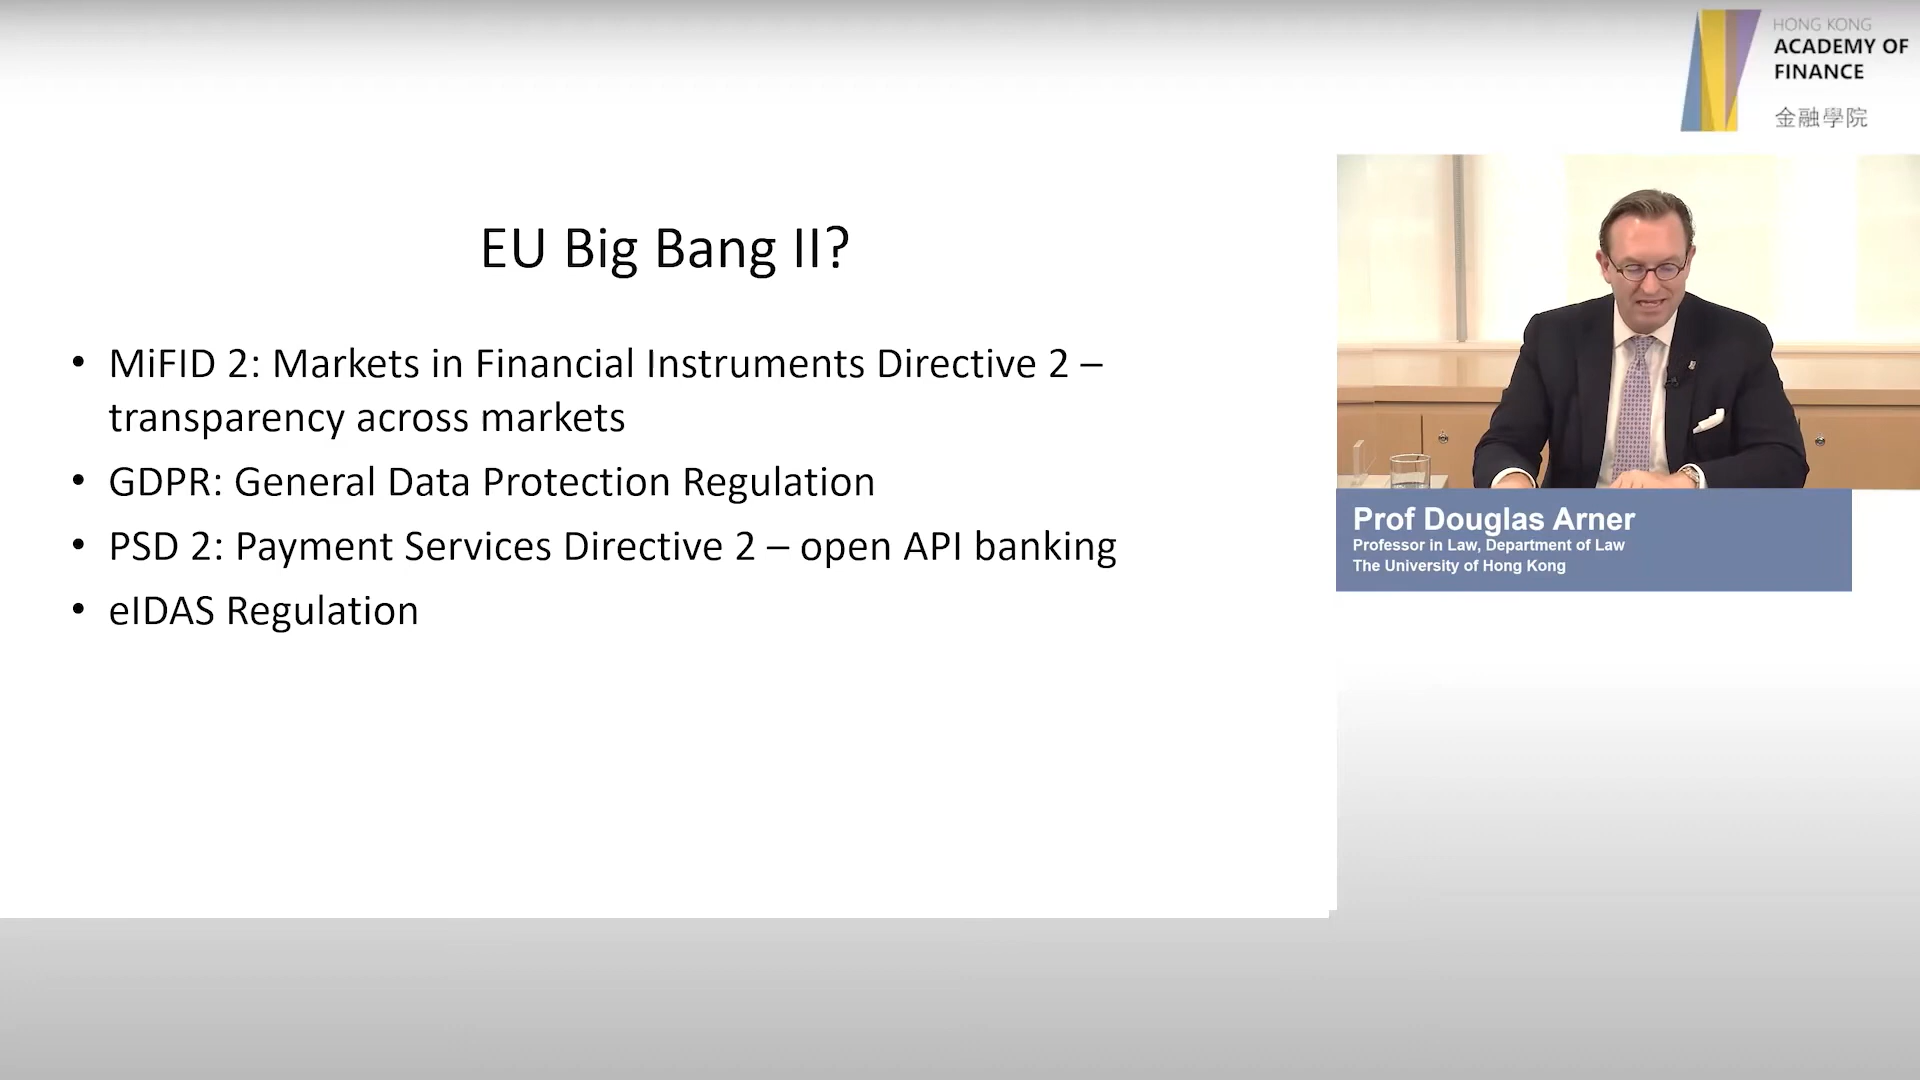 HONG KONG
ACADEMY OF
FINANCE
金融學院
EU Big Bang II?
• MiFID 2: Markets in Financial Instruments Directive 2 –
transparency across markets
• GDPR: General Data Protection Regulation
• PSD 2: Payment Services Directive 2 – open API banking
• eIDAS Regulation
Prof Douglas Arner
Professor in Law, Department of Law
The University of Hong Kong